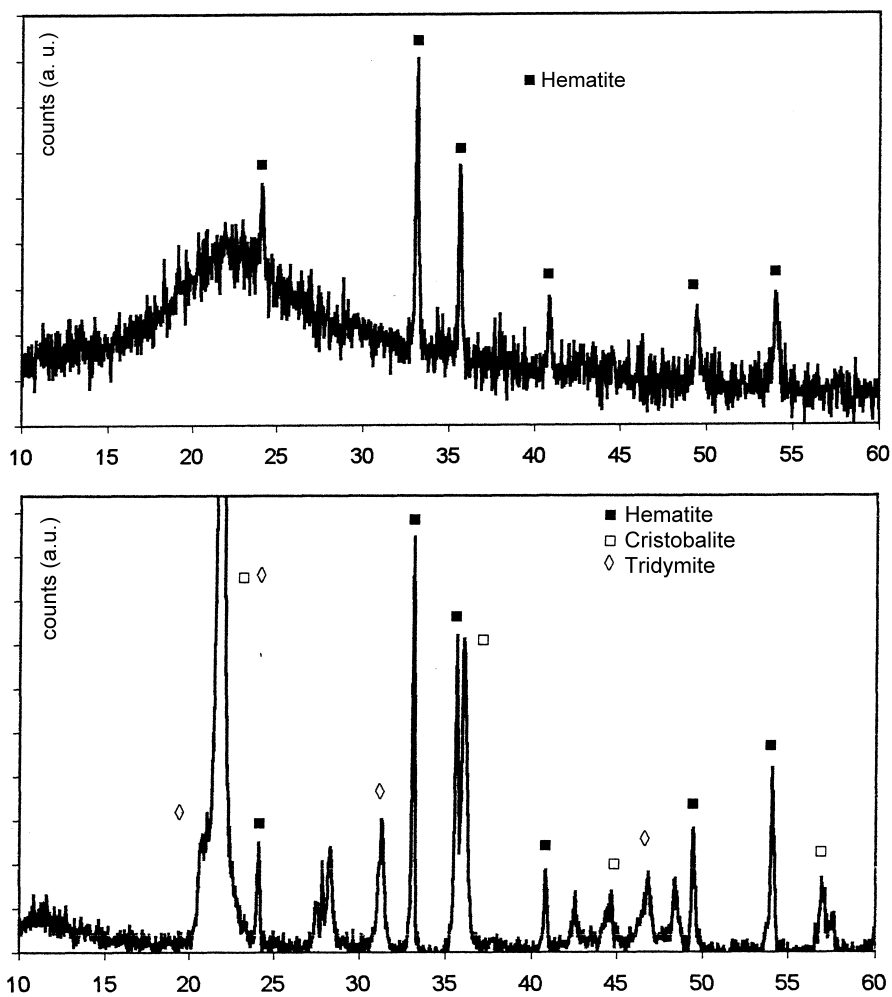 counts (a. u.)
■ Hematite
10 15 20 25 30 35 40 45 50 55 60
counts (a.u.)
■ Hematite
□ Cristobalite
◊ Tridymite
10 15 20 25 30 35 40 45 50 55 60